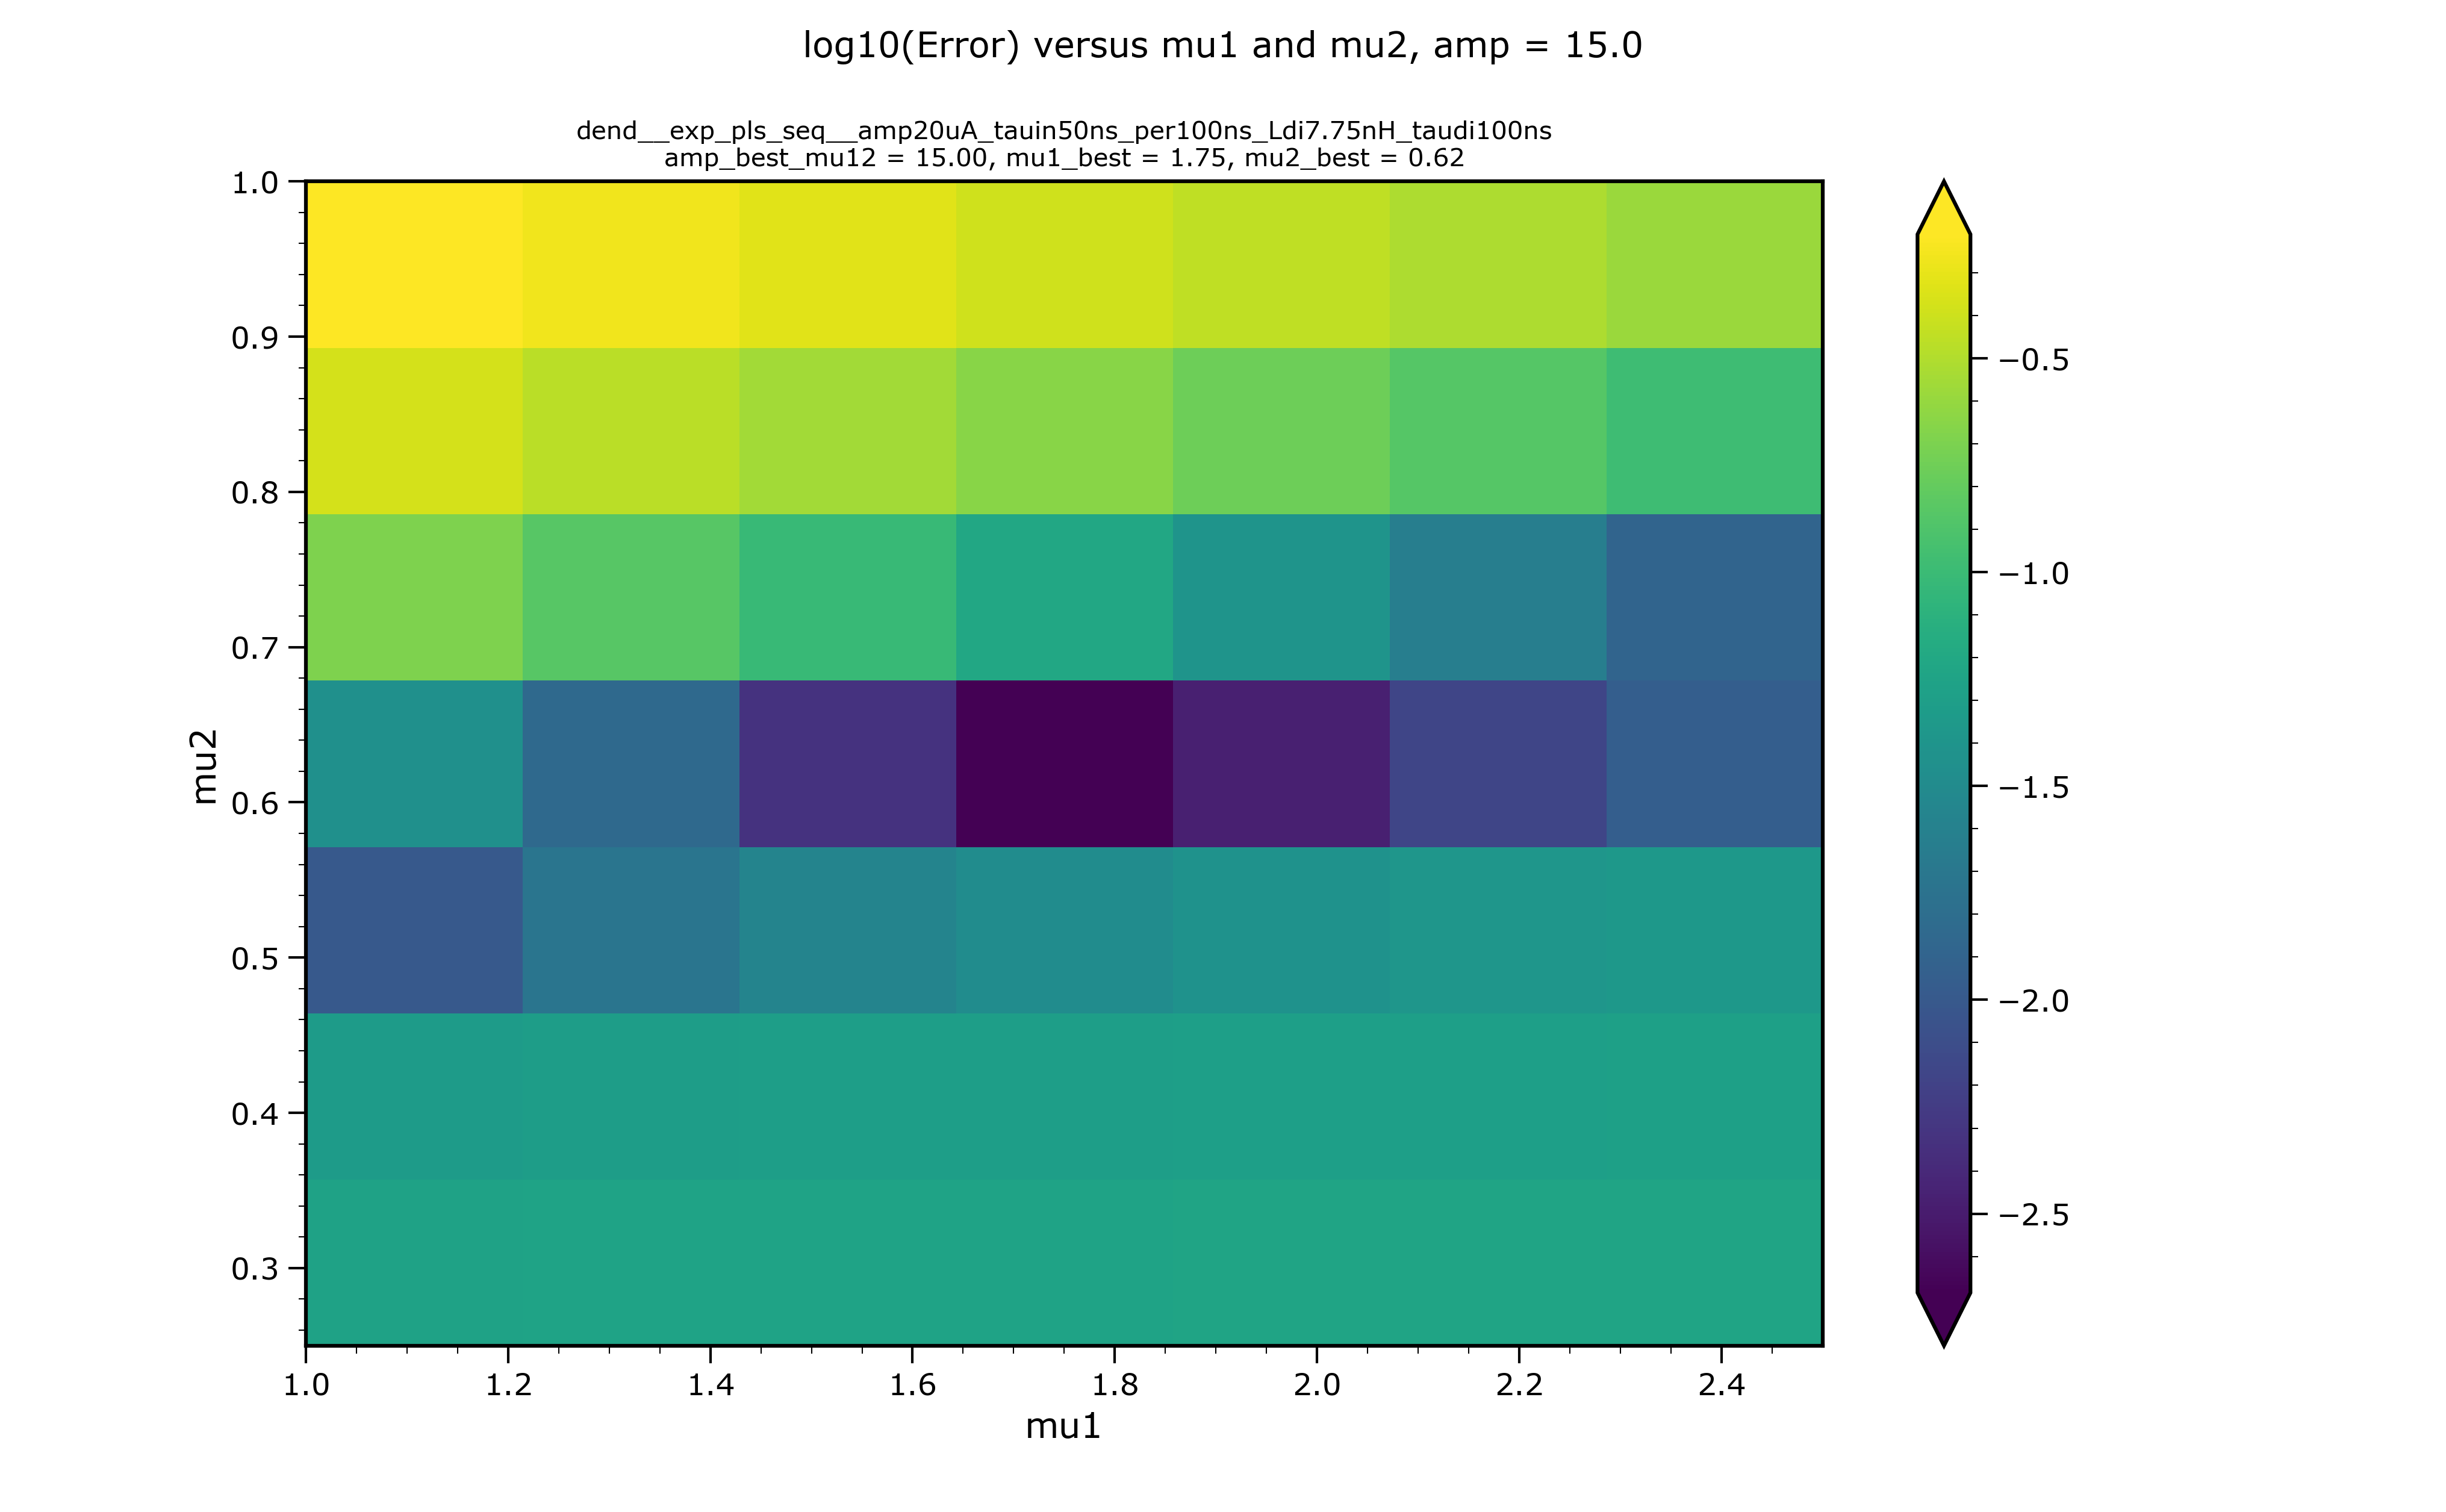 log10(Error) versus mu1 and mu2, amp = 15.0
dend__exp_pls_seq__amp20uA_tauin50ns_per100ns_Ldi7.75nH_taudi100ns
amp_best_mu12 = 15.00, mu1_best = 1.75, mu2_best = 0.62
1.0
0.9
0.8
0.7
0.6
0.5
0.4
0.3
mu2
1.0 1.2 1.4 1.6 1.8 2.0 2.2 2.4
mu1
−0.5
−1.0
−1.5
−2.0
−2.5